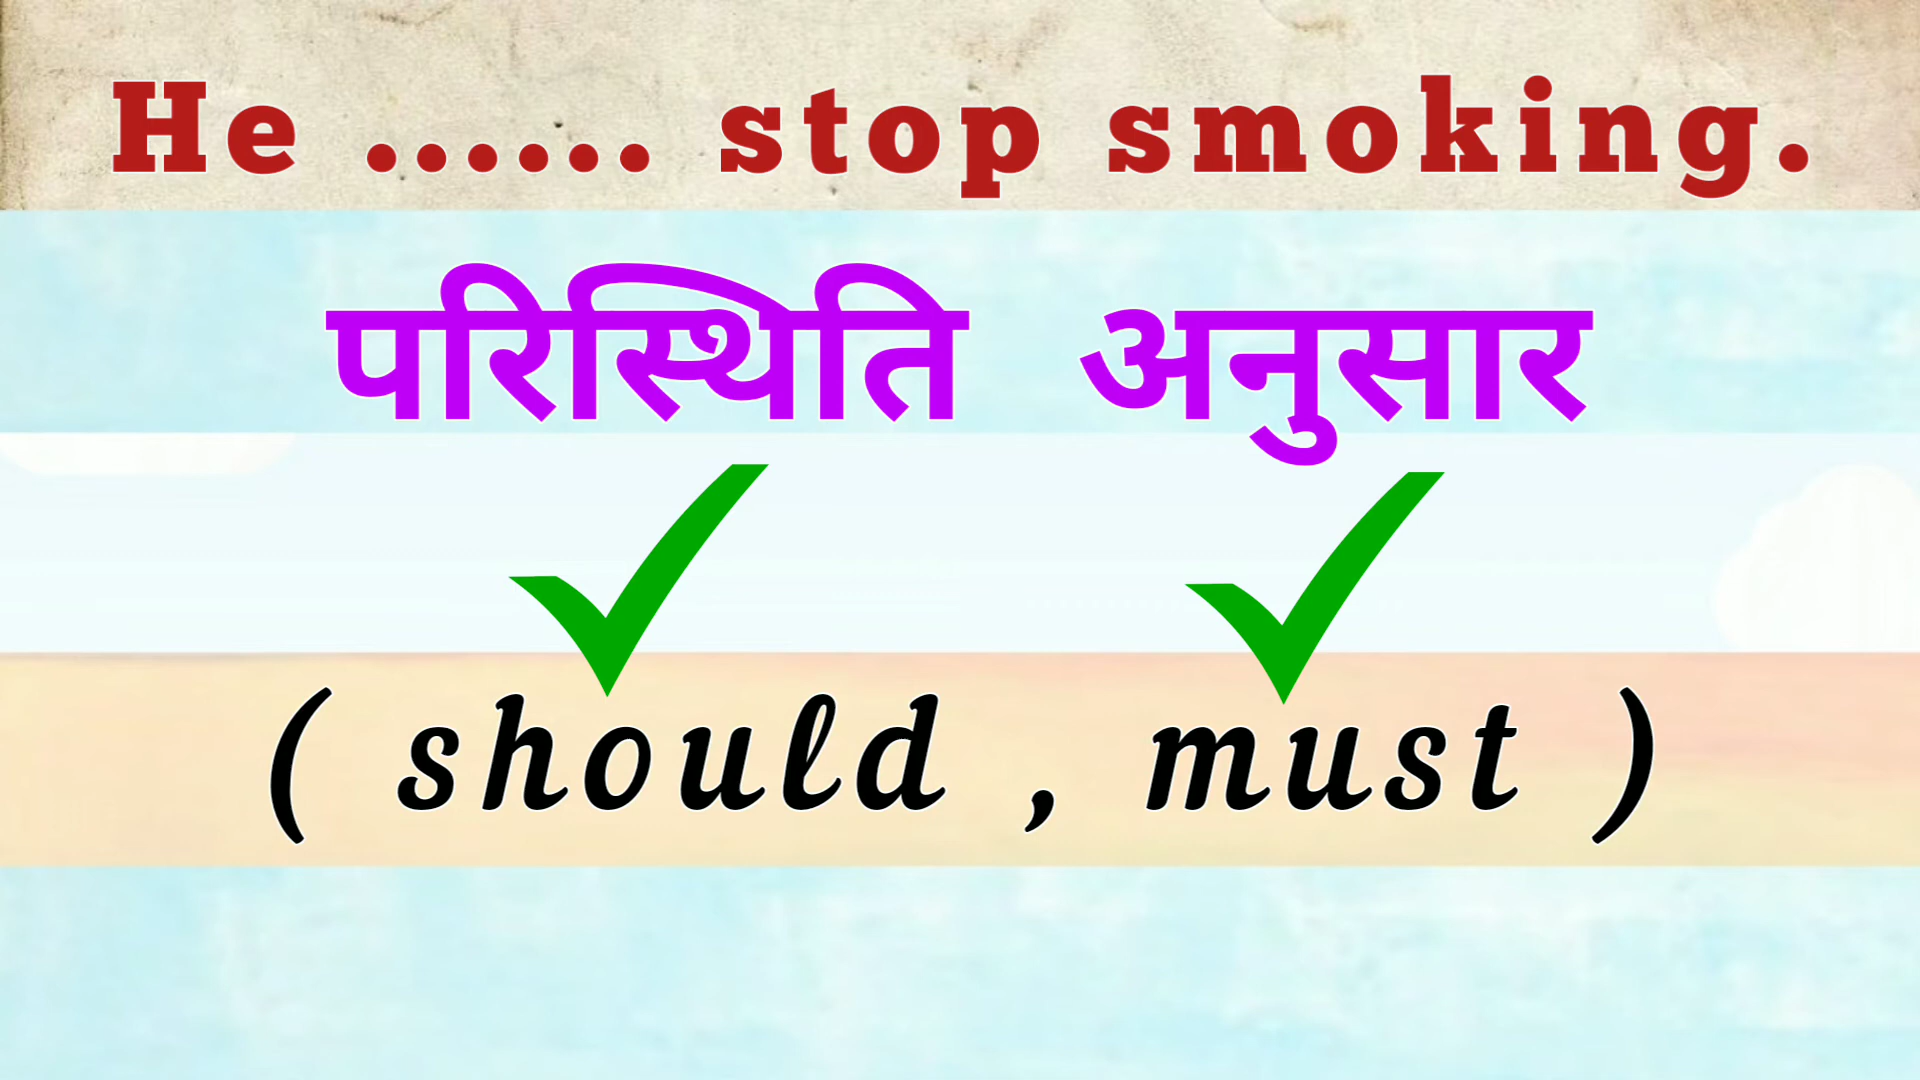 He ...... stop smoking.
परिस्थिति अनुसार
( should , must )